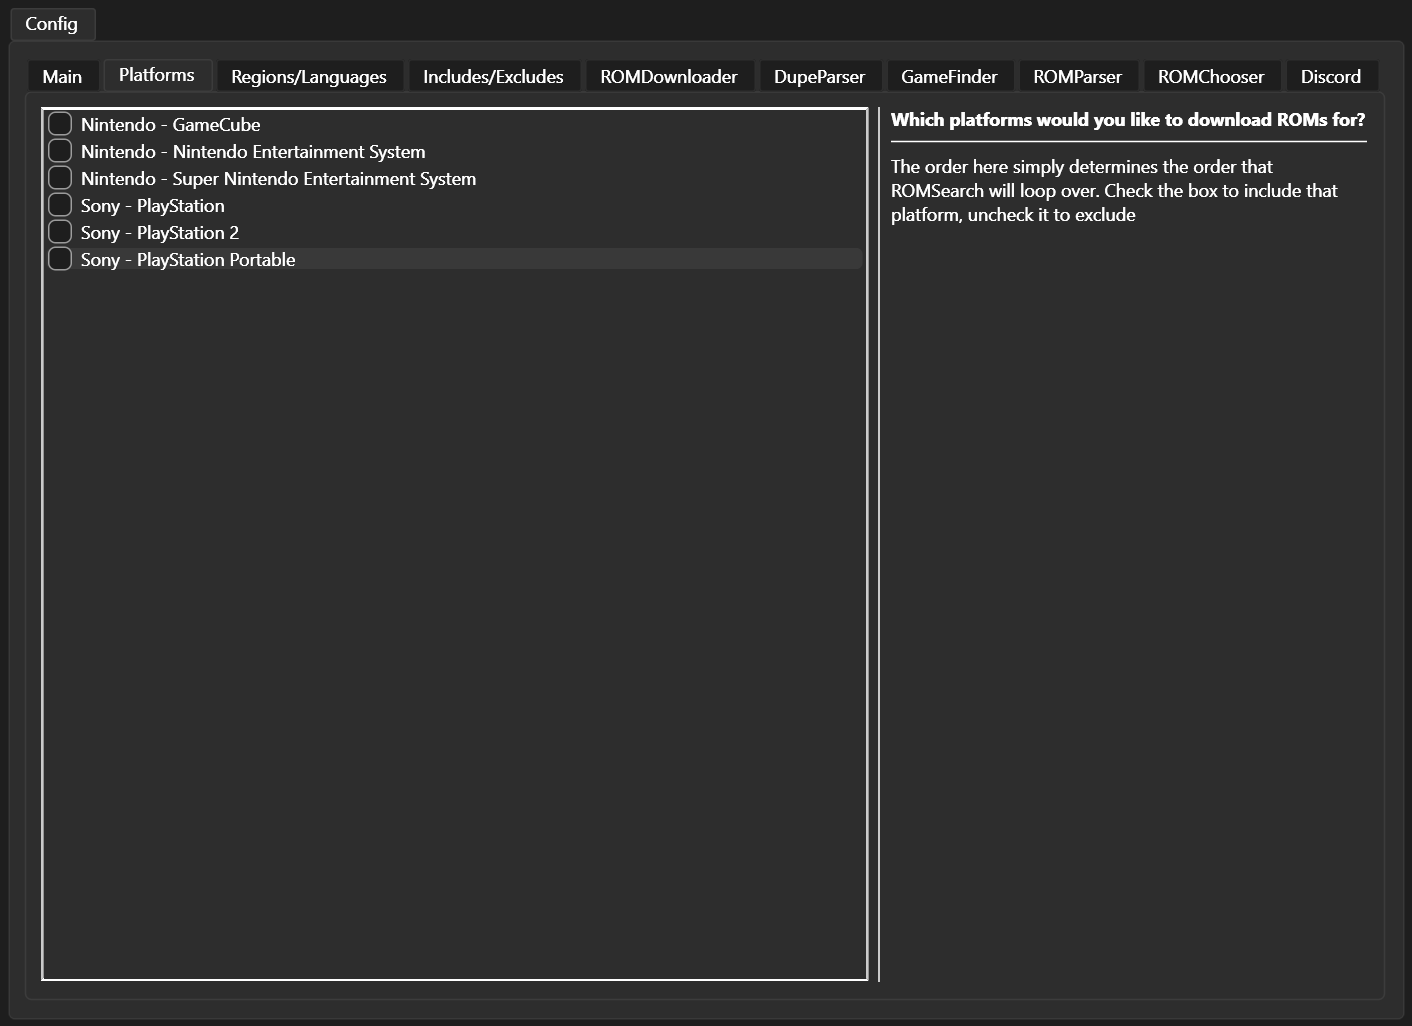 Config
Main Platforms Regions/Languages Includes/Excludes ROMDownloader DupeParser GameFinder ROMParser ROMChooser Discord
Nintendo - GameCube
Nintendo - Nintendo Entertainment System
Nintendo - Super Nintendo Entertainment System
Sony - PlayStation
Sony - PlayStation 2
Sony - PlayStation Portable
Which platforms would you like to download ROMs for?
The order here simply determines the order that
ROMSearch will loop over. Check the box to include that
platform, uncheck it to exclude